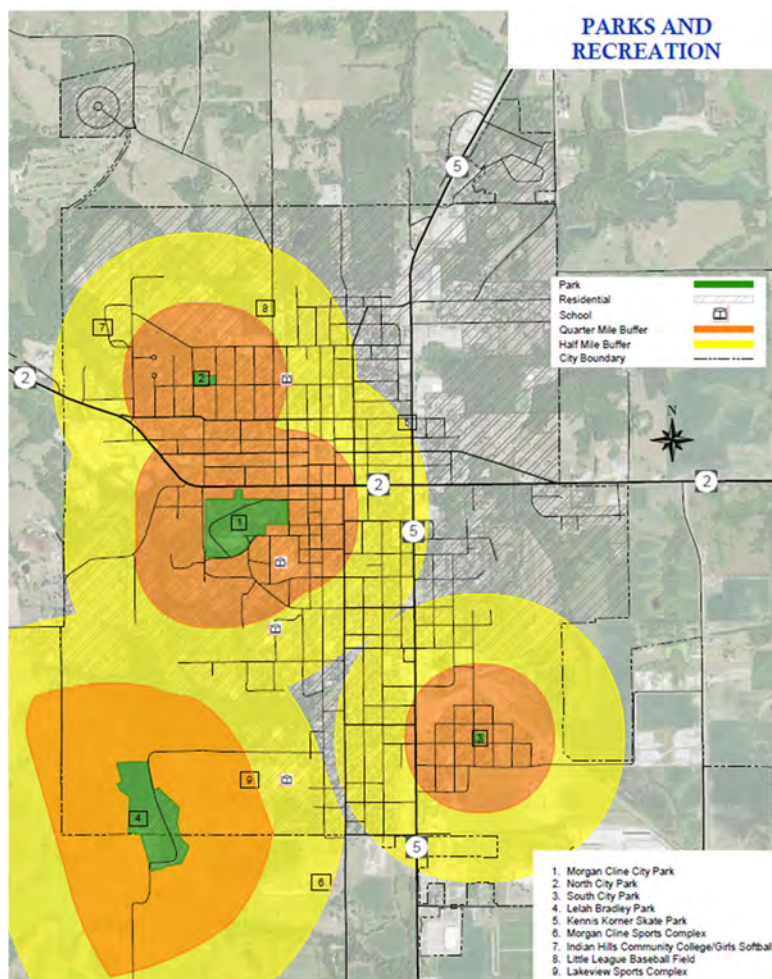 PARKS AND
RECREATION
5
Park
Residential
School
Quarter Mile Buffer
Half Mile Buffer
City Boundary
8
7
2
2
N
2
2
1
5
3
9
4
5
6
1. Morgan Cline City Park
2. North City Park
3. South City Park
4. Lelah Bradley Park
5. Kennis Korner Skate Park
6. Morgan Cline Sports Complex
7. Indian Hills Community College/Girls Softbal
8. Little League Baseball Field
9. Lakeview Sports Complex